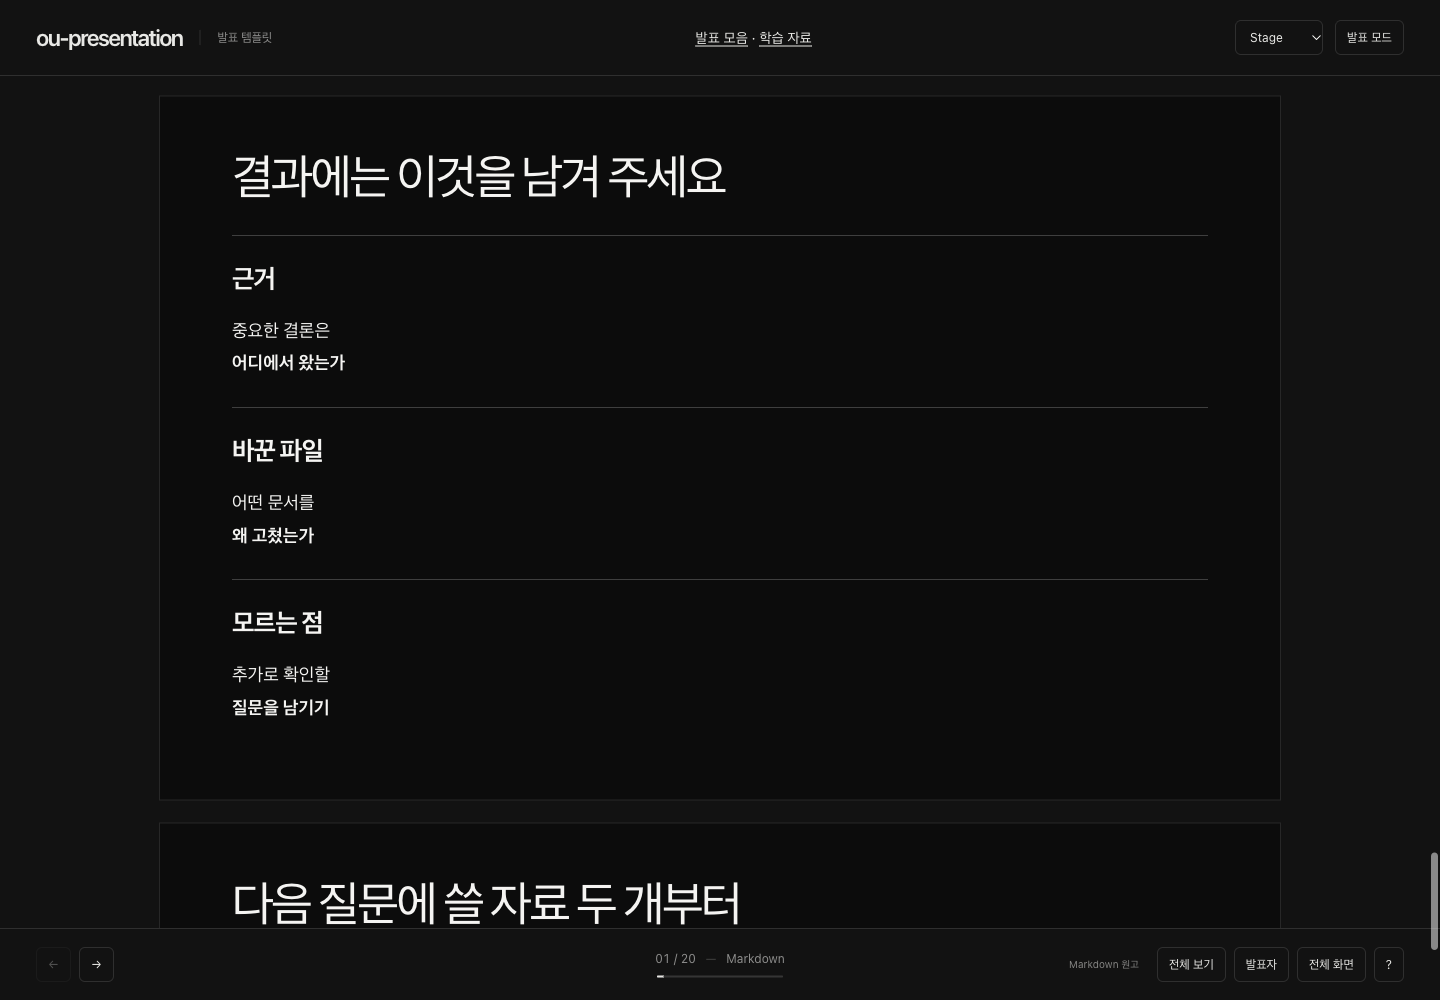 ou-presentation
발표 템플릿
발표 모음 · 학습 자료
Stage
발표 모드
결과에는 이것을 남겨 주세요
근거
중요한 결론은
어디에서 왔는가
바꾼 파일
어떤 문서를
왜 고쳤는가
모르는 점
추가로 확인할
질문을 남기기
다음 질문에 쓸 자료 두 개부터
←
→
01 / 20 — Markdown
Markdown 원고
전체 보기
발표자
전체 화면
?